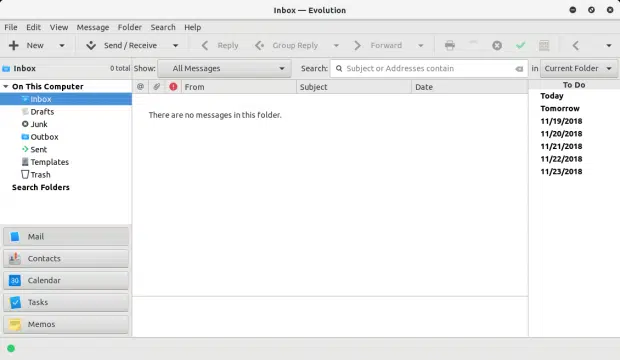 Inbox — Evolution
File Edit View Message Folder Search Help
New Send / Receive Reply Group Reply Forward
Inbox 0 total Show: All Messages Search: Subject or Addresses contain in Current Folder
On This Computer
Inbox
Drafts
Junk
Outbox
Sent
Templates
Trash
Search Folders
Mail
Contacts
30 Calendar
Tasks
Memos
@ From Subject Date
There are no messages in this folder.
To Do
Today
Tomorrow
11/19/2018
11/20/2018
11/21/2018
11/22/2018
11/23/2018